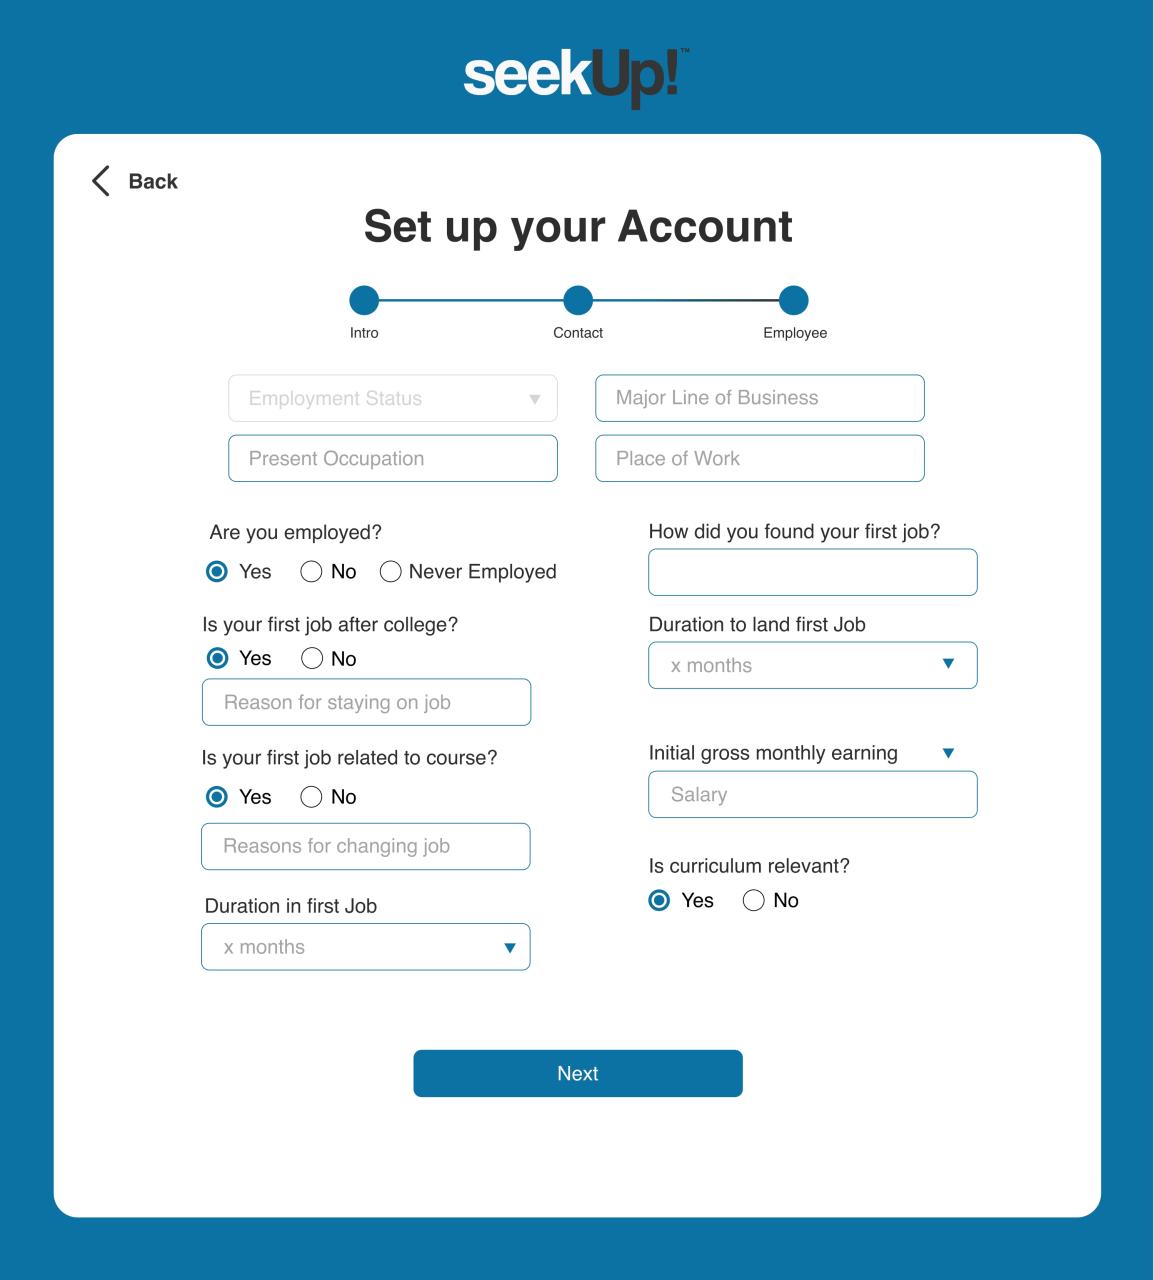 seekUp!™
Back
Set up your Account
Intro Contact Employee
Employment Status
Major Line of Business
Present Occupation
Place of Work
Are you employed?
Yes No Never Employed
Is your first job after college?
Yes No
Reason for staying on job
Is your first job related to course?
Yes No
Reasons for changing job
Duration in first Job
x months
How did you found your first job?
Duration to land first Job
x months
Initial gross monthly earning
Salary
Is curriculum relevant?
Yes No
Next